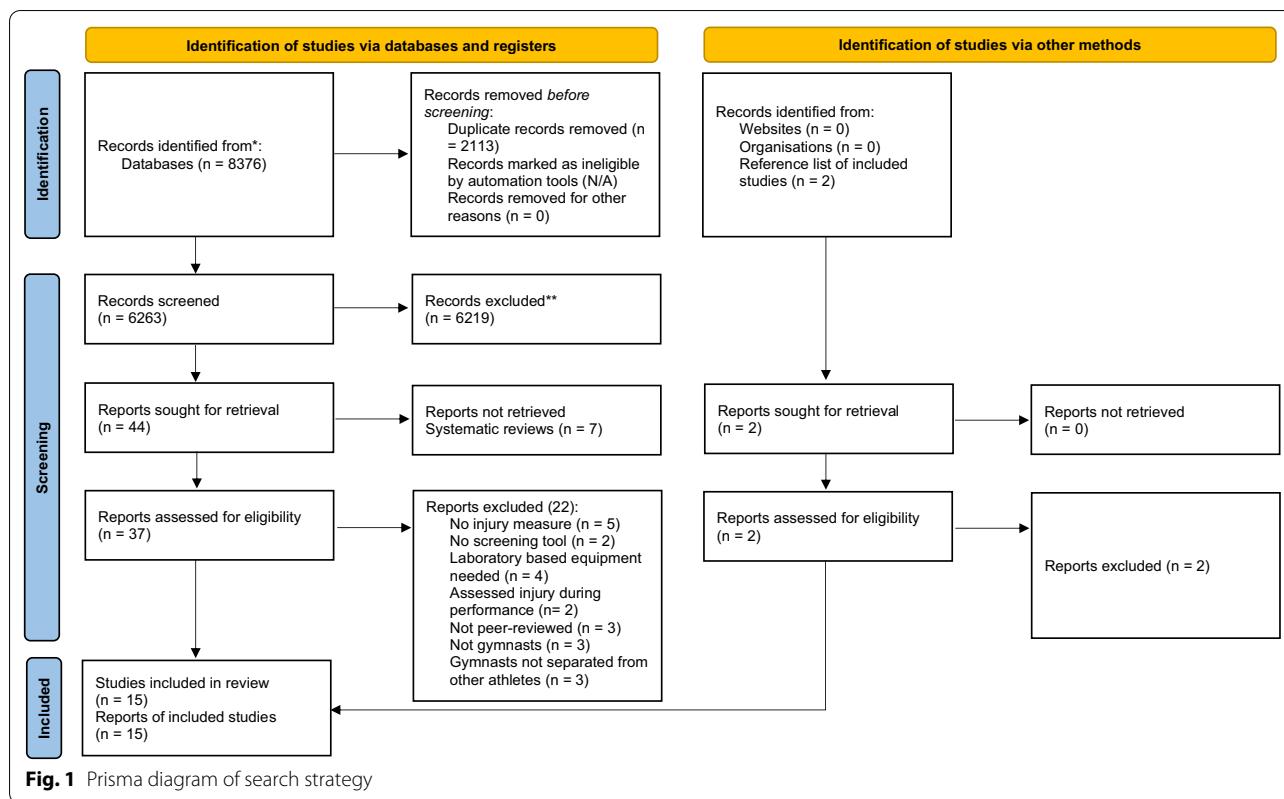 Identification of studies via databases and registers
Identification of studies via other methods
Identification
Records identified from*:
Databases (n = 8376)
Records removed before
screening:
Duplicate records removed (n
= 2113)
Records marked as ineligible
by automation tools (N/A)
Records removed for other
reasons (n = 0)
Records identified from:
Websites (n = 0)
Organisations (n = 0)
Reference list of included
studies (n = 2)
Screening
Records screened
(n = 6263)
Records excluded**
(n = 6219)
Reports sought for retrieval
(n = 44)
Reports not retrieved
Systematic reviews (n = 7)
Reports sought for retrieval
(n = 2)
Reports not retrieved
(n = 0)
Reports assessed for eligibility
(n = 37)
Reports excluded (22):
No injury measure (n = 5)
No screening tool (n = 2)
Laboratory based equipment
needed (n = 4)
Assessed injury during
performance (n= 2)
Not peer-reviewed (n = 3)
Not gymnasts (n = 3)
Gymnasts not separated from
other athletes (n = 3)
Reports assessed for eligibility
(n = 2)
Reports excluded (n = 2)
Included
Studies included in review
(n = 15)
Reports of included studies
(n = 15)
Fig. 1 Prisma diagram of search strategy